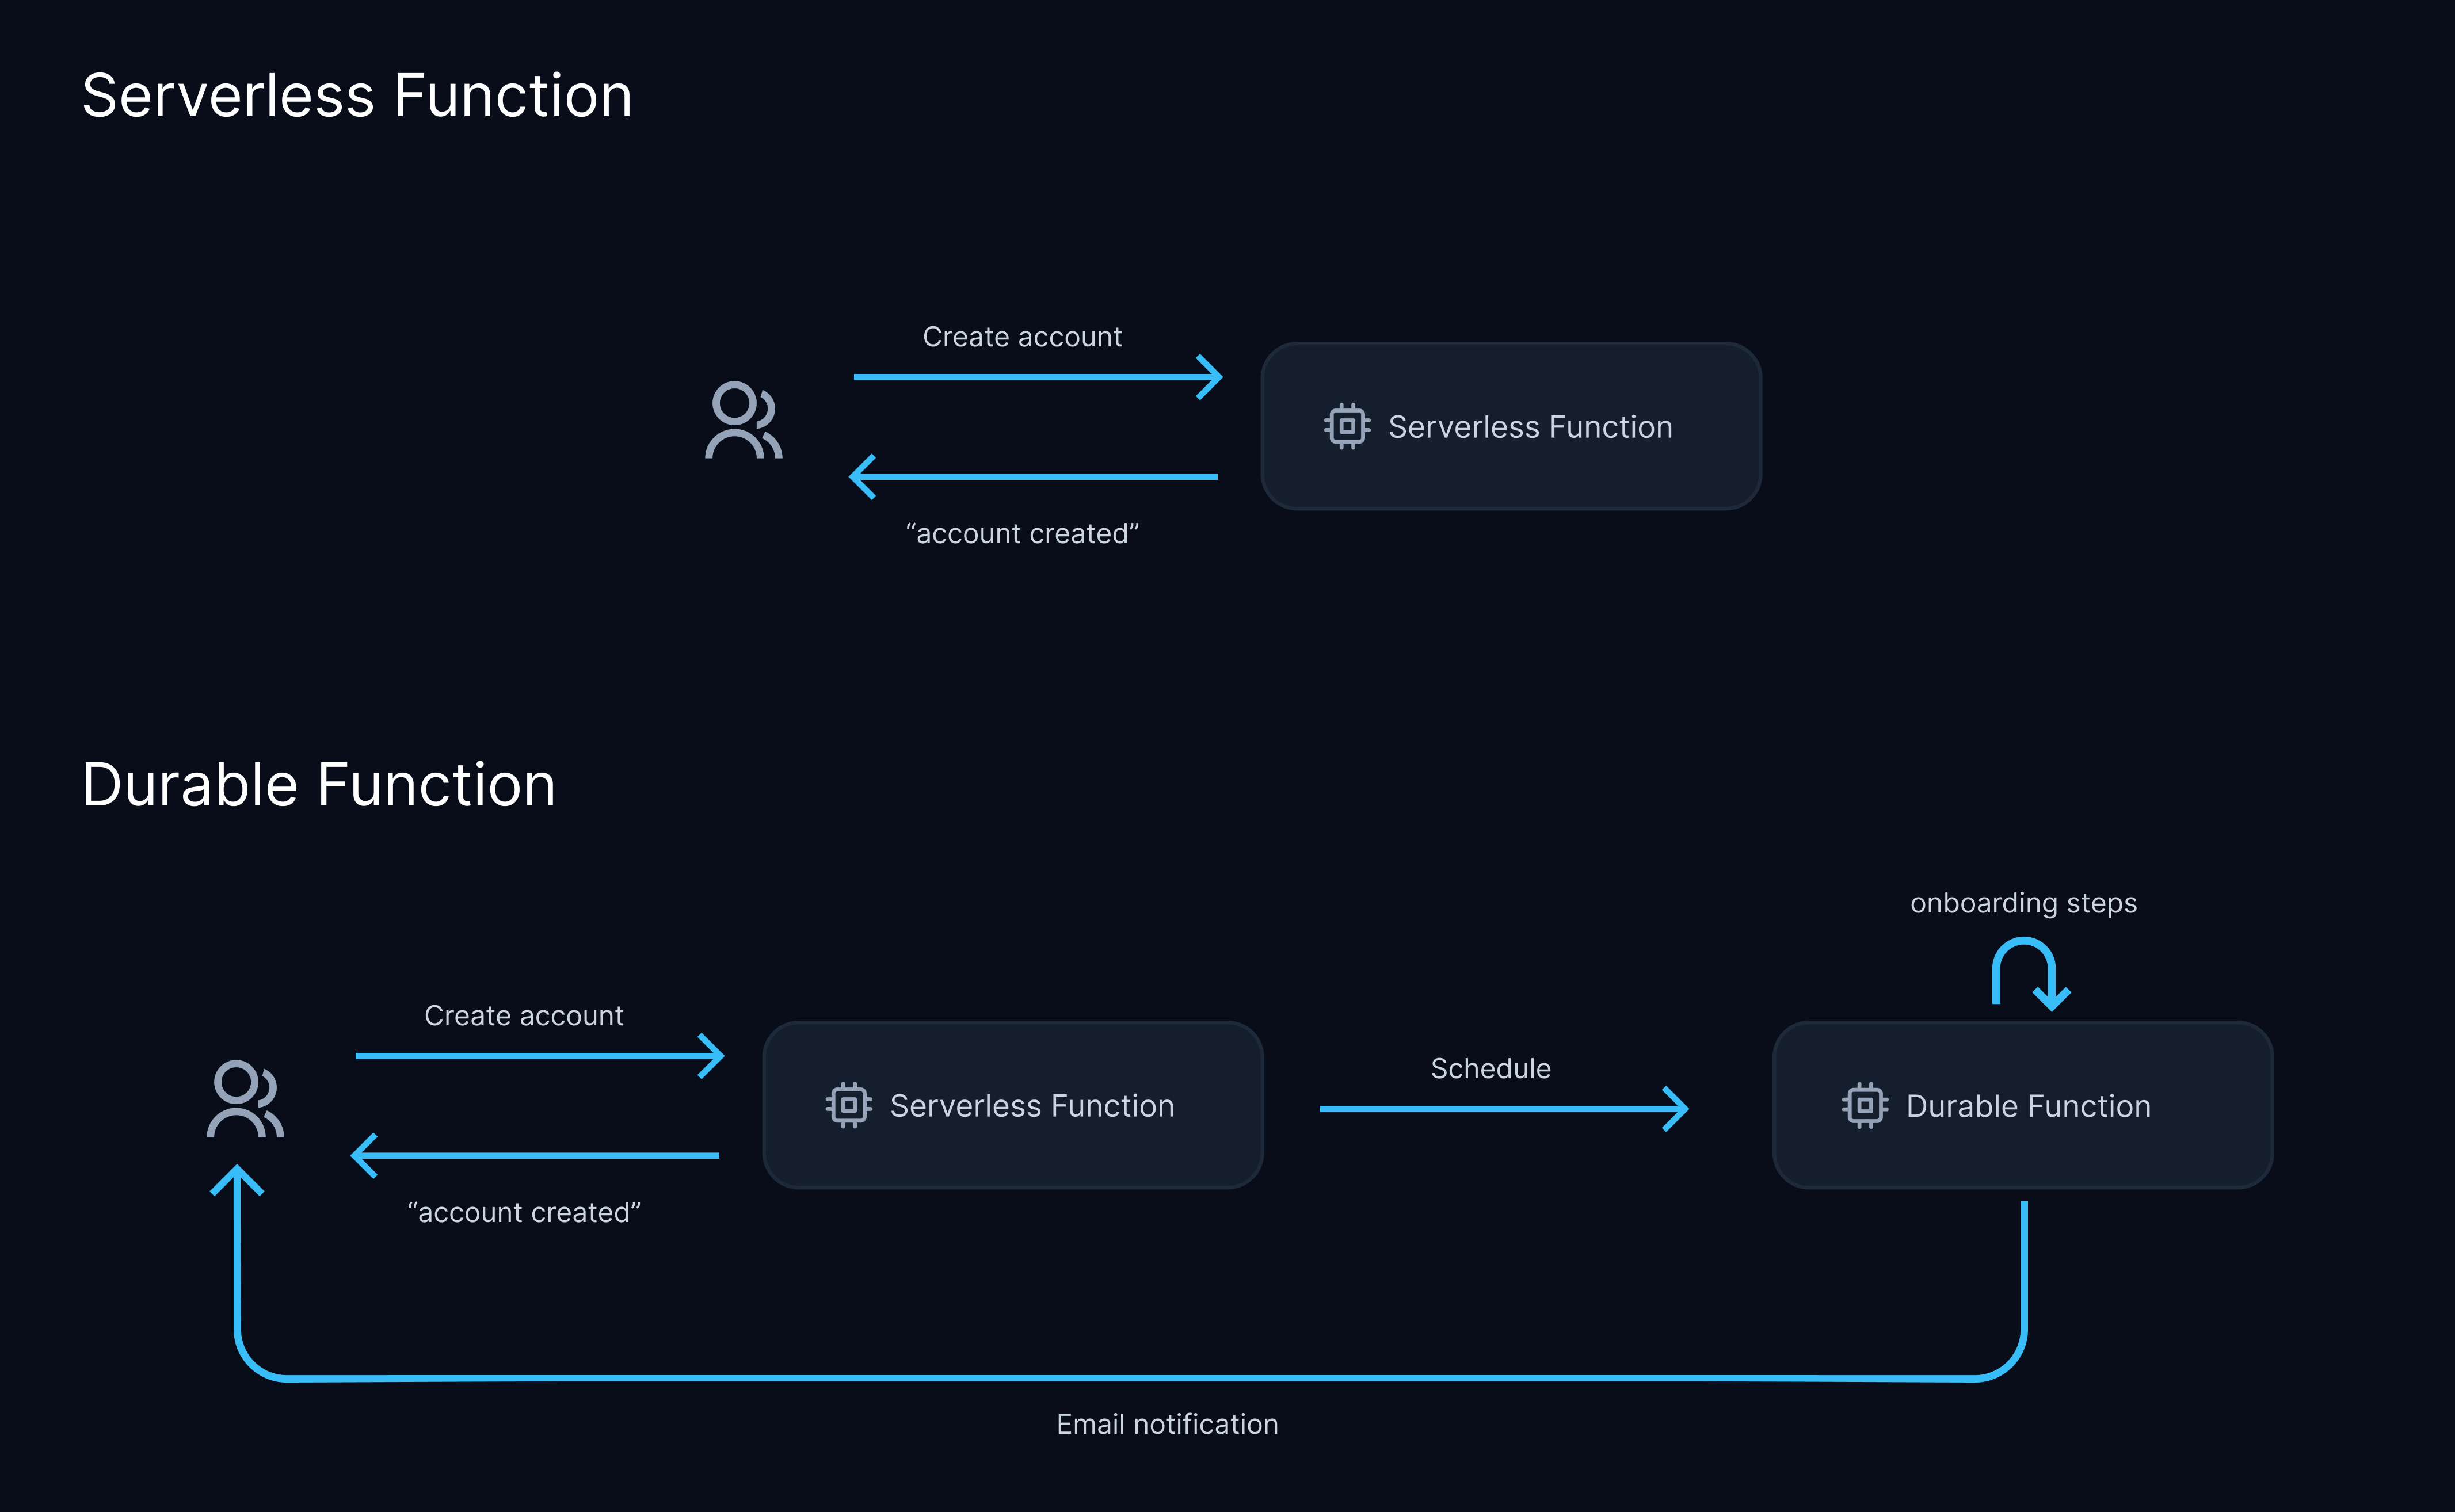 Serverless Function
Create account
Serverless Function
“account created”
Durable Function
onboarding steps
Create account
Schedule
Serverless Function
Durable Function
“account created”
Email notification